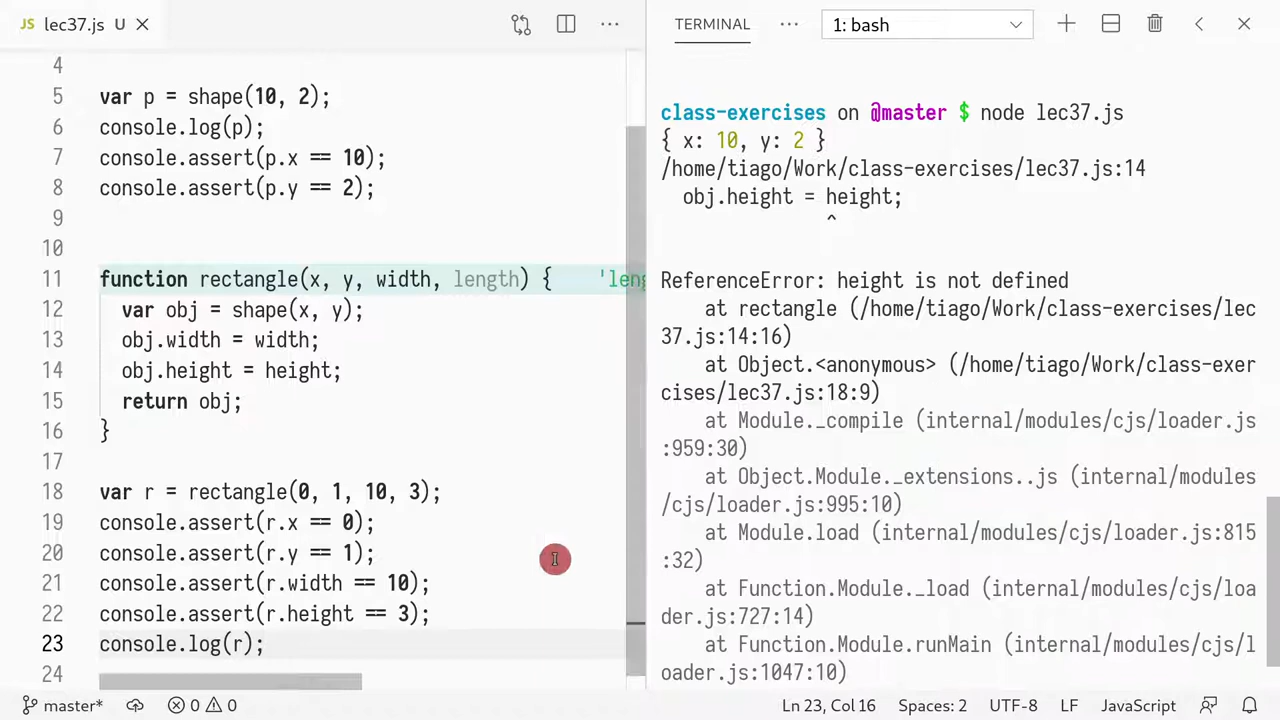 JS lec37.js U
4
5 var p = shape(10, 2);
6 console.log(p);
7 console.assert(p.x == 10);
8 console.assert(p.y == 2);
9
10
11 function rectangle(x, y, width, length) { 'leng
12 var obj = shape(x, y);
13 obj.width = width;
14 obj.height = height;
15 return obj;
16 }
17
18 var r = rectangle(0, 1, 10, 3);
19 console.assert(r.x == 0);
20 console.assert(r.y == 1);
21 console.assert(r.width == 10);
22 console.assert(r.height == 3);
23 console.log(r);
24
TERMINAL ··· 1: bash
class-exercises on @master $ node lec37.js
{ x: 10, y: 2 }
/home/tiago/Work/class-exercises/lec37.js:14
obj.height = height;
^
ReferenceError: height is not defined
at rectangle (/home/tiago/Work/class-exercises/lec
37.js:14:16)
at Object.<anonymous> (/home/tiago/Work/class-exer
cises/lec37.js:18:9)
at Module._compile (internal/modules/cjs/loader.js
:959:30)
at Object.Module._extensions..js (internal/modules
/cjs/loader.js:995:10)
at Module.load (internal/modules/cjs/loader.js:815
:32)
at Function.Module._load (internal/modules/cjs/loa
der.js:727:14)
at Function.Module.runMain (internal/modules/cjs/l
oader.js:1047:10)
master* 0 0 Ln 23, Col 16 Spaces: 2 UTF-8 LF JavaScript